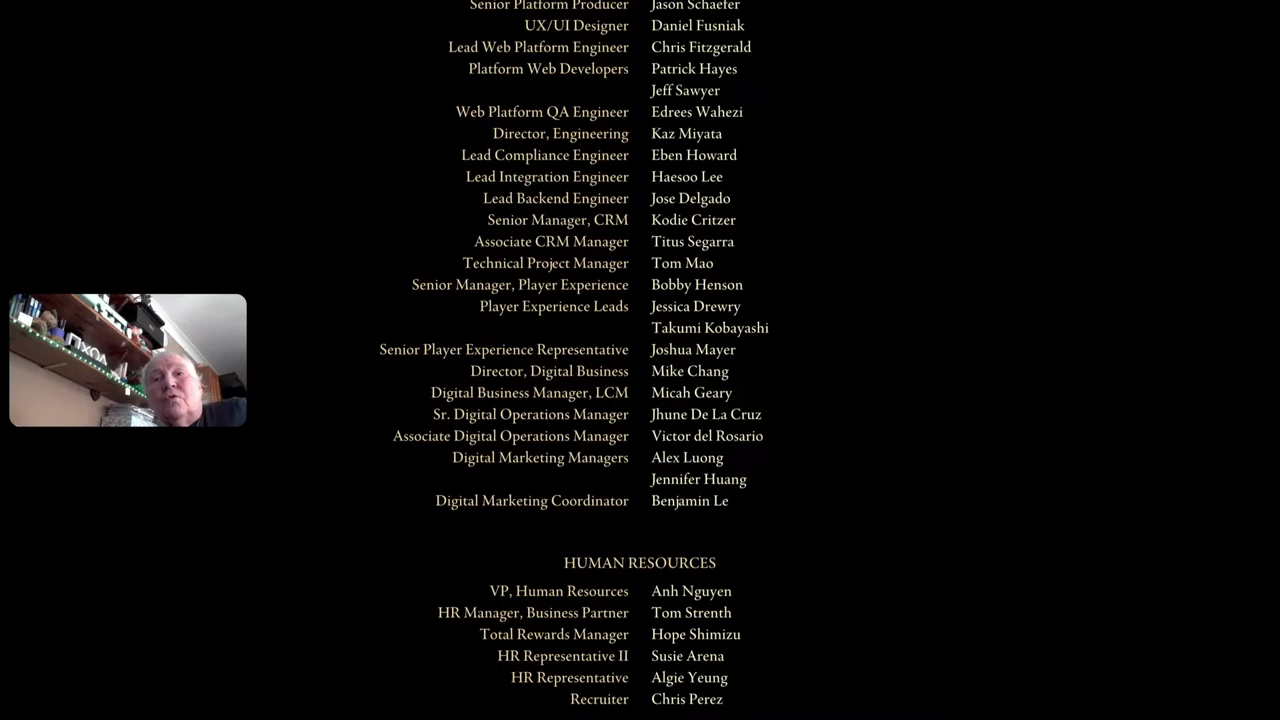 Senior Platform Producer Jason Schaefer
UX/UI Designer Daniel Fusniak
Lead Web Platform Engineer Chris Fitzgerald
Platform Web Developers Patrick Hayes
Jeff Sawyer
Web Platform QA Engineer Edrees Wahezi
Director, Engineering Kaz Miyata
Lead Compliance Engineer Eben Howard
Lead Integration Engineer Haesoo Lee
Lead Backend Engineer Jose Delgado
Senior Manager, CRM Kodie Critzer
Associate CRM Manager Titus Segarra
Technical Project Manager Tom Mao
Senior Manager, Player Experience Bobby Henson
Player Experience Leads Jessica Drewry
Takumi Kobayashi
Senior Player Experience Representative Joshua Mayer
Director, Digital Business Mike Chang
Digital Business Manager, LCM Micah Geary
Sr. Digital Operations Manager Jhune De La Cruz
Associate Digital Operations Manager Victor del Rosario
Digital Marketing Managers Alex Luong
Jennifer Huang
Digital Marketing Coordinator Benjamin Le
HUMAN RESOURCES
VP, Human Resources Anh Nguyen
HR Manager, Business Partner Tom Strenth
Total Rewards Manager Hope Shimizu
HR Representative II Susie Arena
HR Representative Algie Yeung
Recruiter Chris Perez